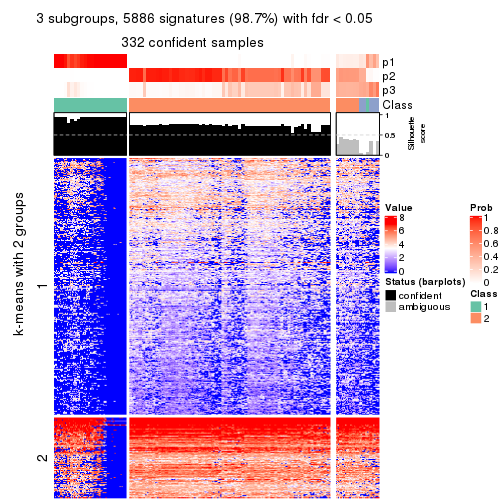 3 subgroups, 5886 signatures (98.7%) with fdr < 0.05
332 confident samples
p1
p2
p3
Class
1
0.5
0
Silhouette
score
k-means with 2 groups
1
2
Value
8
6
4
2
0
Prob
1
0.8
0.6
0.4
0.2
0
Status (barplots)
confident
ambiguous
Class
1
2